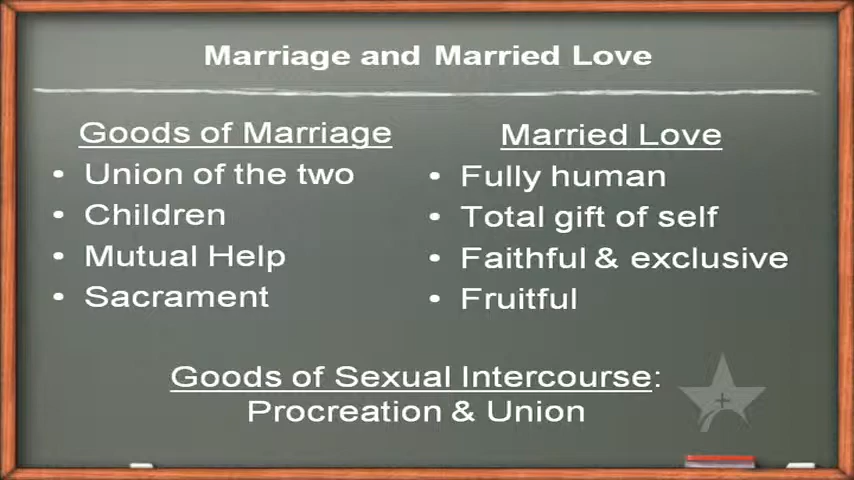 Marriage and Married Love
Goods of Marriage
• Union of the two
• Children
• Mutual Help
• Sacrament
Married Love
• Fully human
• Total gift of self
• Faithful & exclusive
• Fruitful
Goods of Sexual Intercourse:
Procreation & Union